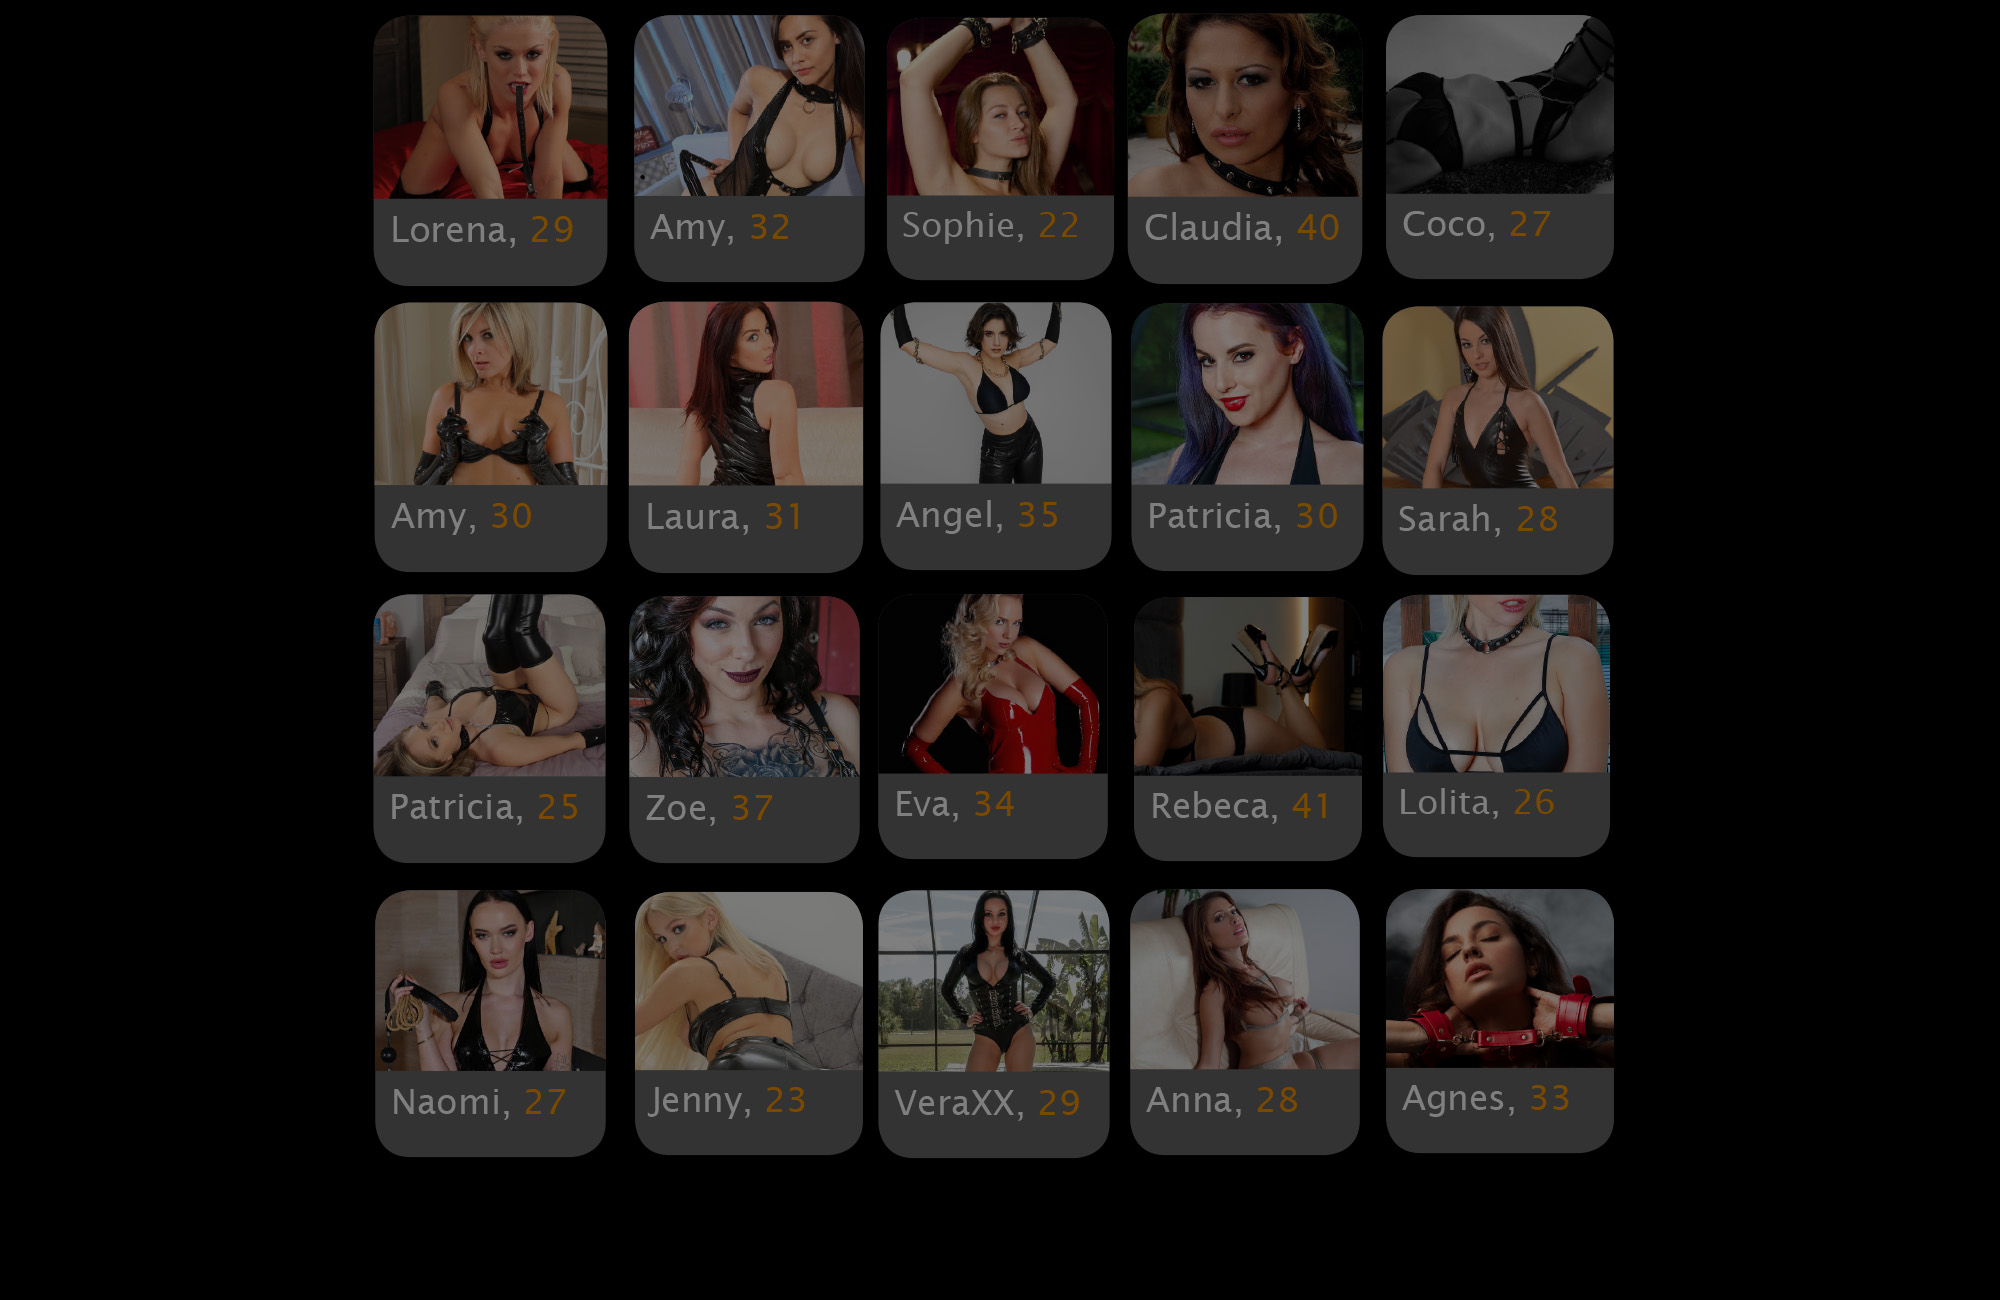 Lorena, 29
Amy, 32
Sophie, 22
Claudia, 40
Coco, 27
Amy, 30
Laura, 31
Angel, 35
Patricia, 30
Sarah, 28
Patricia, 25
Zoe, 37
Eva, 34
Rebeca, 41
Lolita, 26
Naomi, 27
Jenny, 23
VeraXX, 29
Anna, 28
Agnes, 33